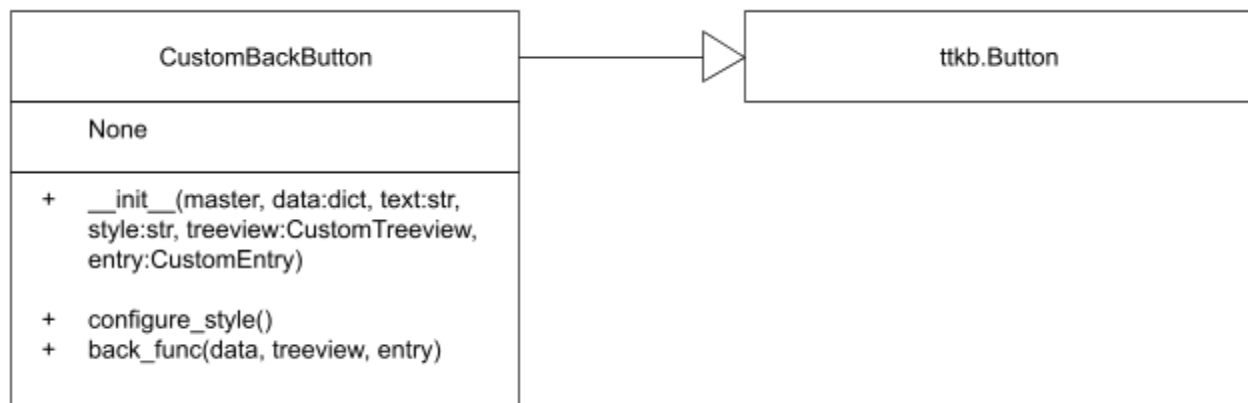 CustomBackButton
ttkb.Button
None
+ __init__(master, data:dict, text:str,
style:str, treeview:CustomTreeview,
entry:CustomEntry)
+ configure_style()
+ back_func(data, treeview, entry)